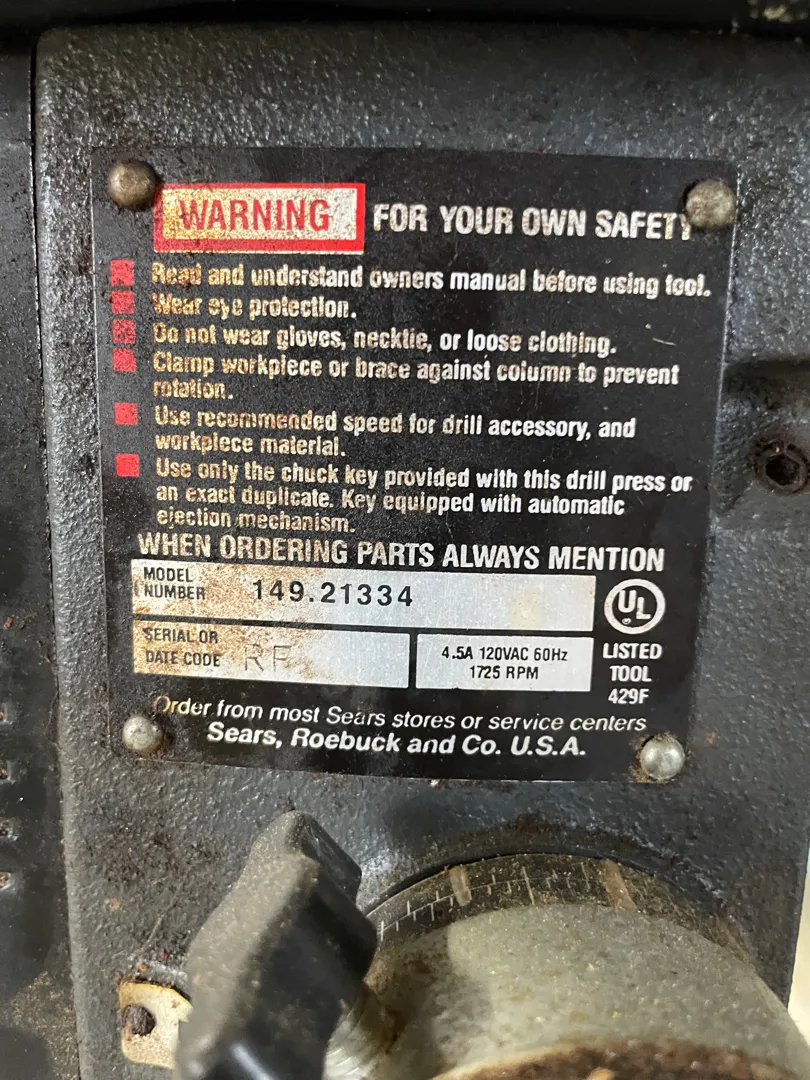 WARNING FOR YOUR OWN SAFETY
Read and understand owners manual before using tool.
Wear eye protection.
Do not wear gloves, necktie, or loose clothing.
Clamp workpiece or brace against column to prevent
rotation.
Use recommended speed for drill accessory, and
workpiece material.
Use only the chuck key provided with this drill press or
an exact duplicate. Key equipped with automatic
ejection mechanism.
WHEN ORDERING PARTS ALWAYS MENTION
MODEL
NUMBER 149.21334
UL
SERIAL OR
DATE CODE RF
4.5A 120VAC 60Hz
1725 RPM
LISTED
TOOL
429F
Order from most Sears stores or service centers
Sears, Roebuck and Co. U.S.A.